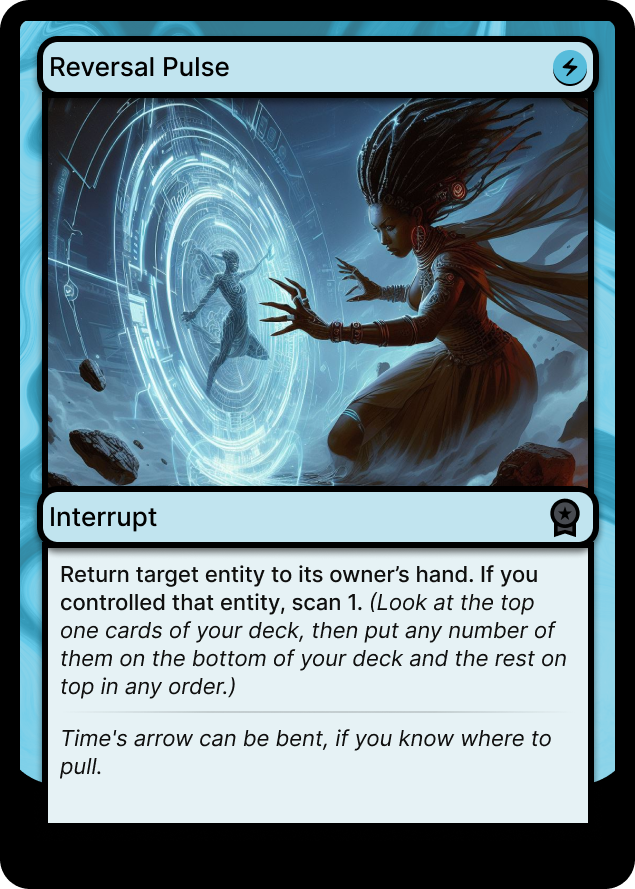 Reversal Pulse
Interrupt
Return target entity to its owner’s hand. If you
controlled that entity, scan 1. (Look at the top
one cards of your deck, then put any number of
them on the bottom of your deck and the rest on
top in any order.)
Time's arrow can be bent, if you know where to
pull.